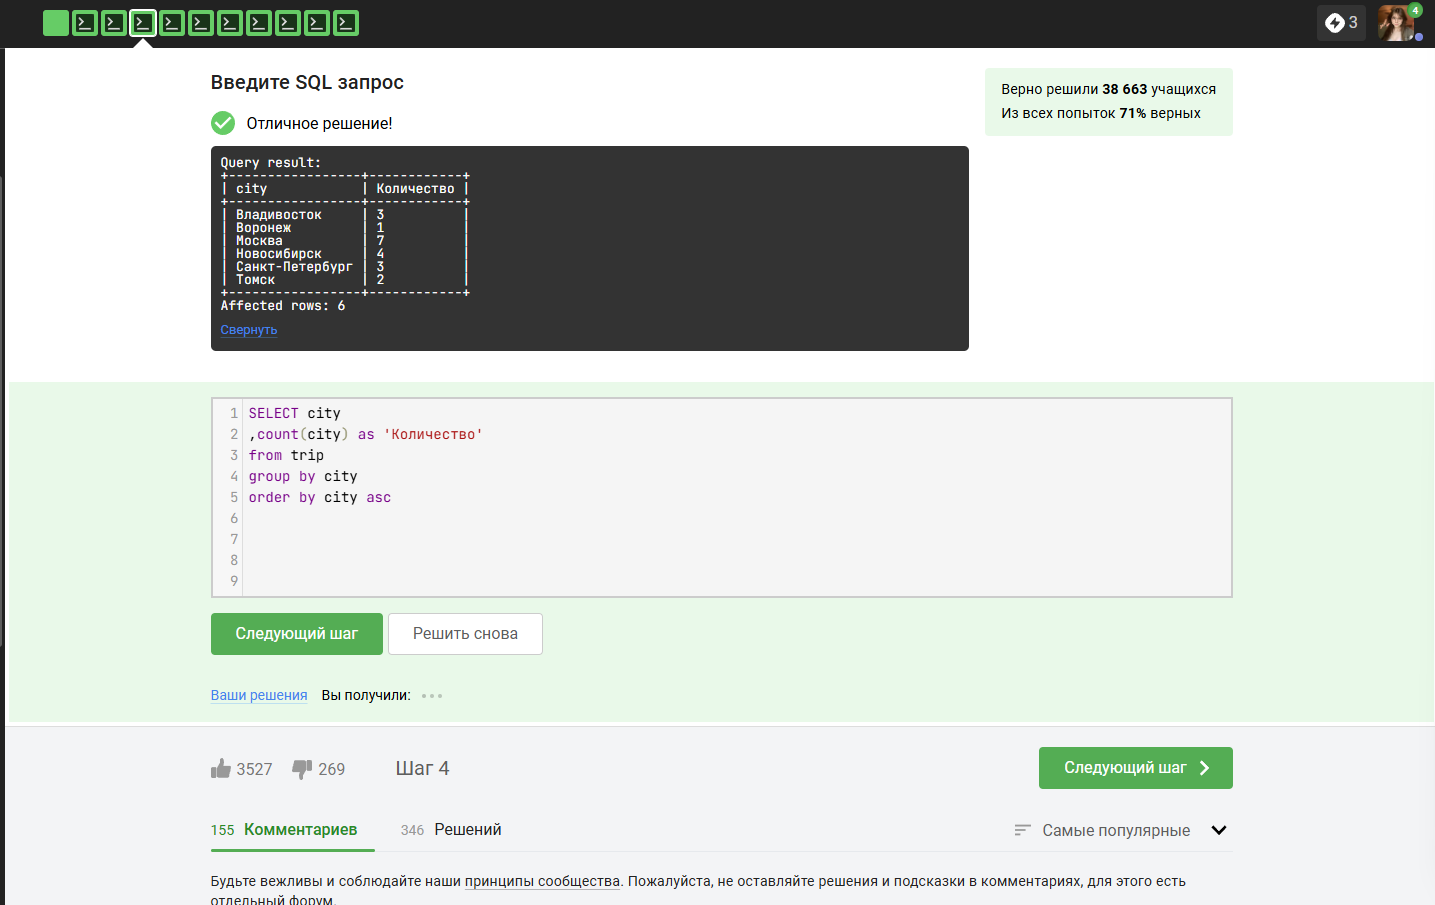 3
4
Введите SQL запрос
Верно решили 38 663 учащихся
Из всех попыток 71% верных
Отличное решение!
Query result:
+-----------------+------------+
| city            | Количество |
+-----------------+------------+
| Владивосток     | 3          |
| Воронеж         | 1          |
| Москва          | 7          |
| Новосибирск     | 4          |
| Санкт-Петербург | 3          |
| Томск           | 2          |
+-----------------+------------+
Affected rows: 6
Свернуть
1 SELECT city
2 ,count(city) as 'Количество'
3 from trip
4 group by city
5 order by city asc
6
7
8
9
Следующий шаг Решить снова
Ваши решения Вы получили:
3527 269 Шаг 4 Следующий шаг
155 Комментариев 346 Решений Самые популярные
Будьте вежливы и соблюдайте наши принципы сообщества. Пожалуйста, не оставляйте решения и подсказки в комментариях, для этого есть
отдельный форум.